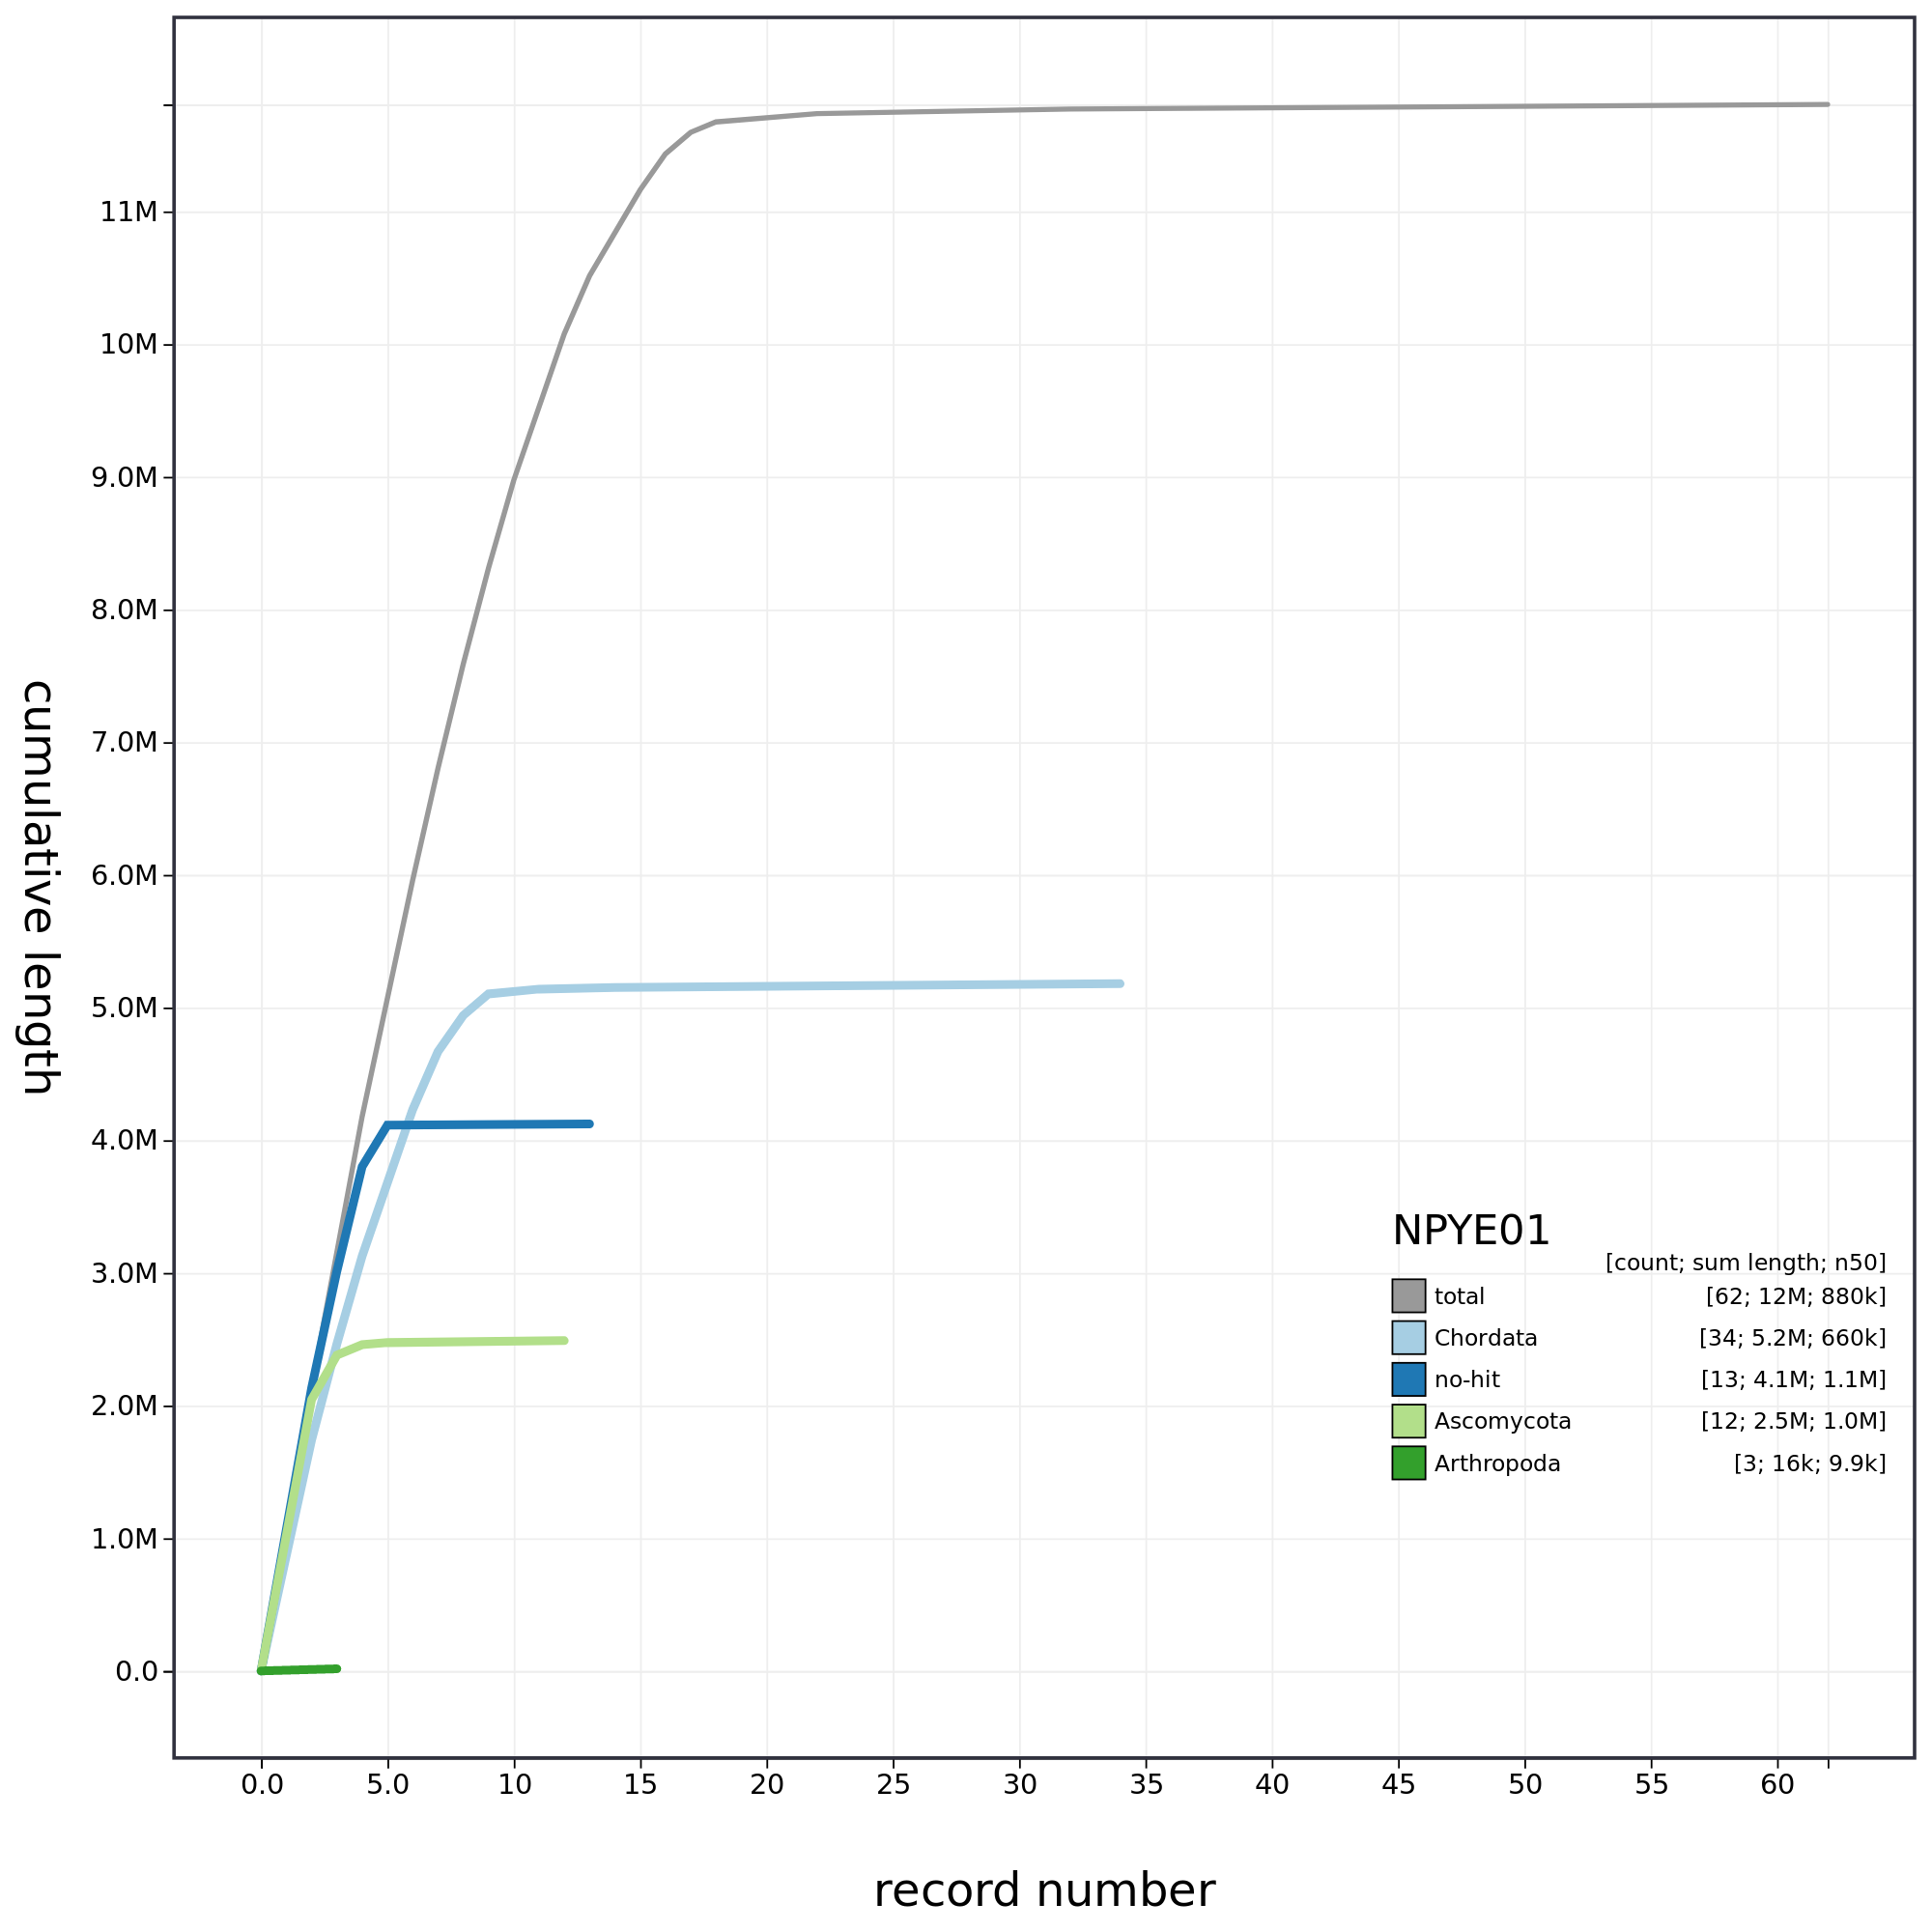 11M
10M
9.0M
8.0M
7.0M
6.0M
5.0M
4.0M
3.0M
2.0M
1.0M
0.0
cumulative length
NPYE01
[count; sum length; n50]
total [62; 12M; 880k]
Chordata [34; 5.2M; 660k]
no-hit [13; 4.1M; 1.1M]
Ascomycota [12; 2.5M; 1.0M]
Arthropoda [3; 16k; 9.9k]
0.0 5.0 10 15 20 25 30 35 40 45 50 55 60
record number